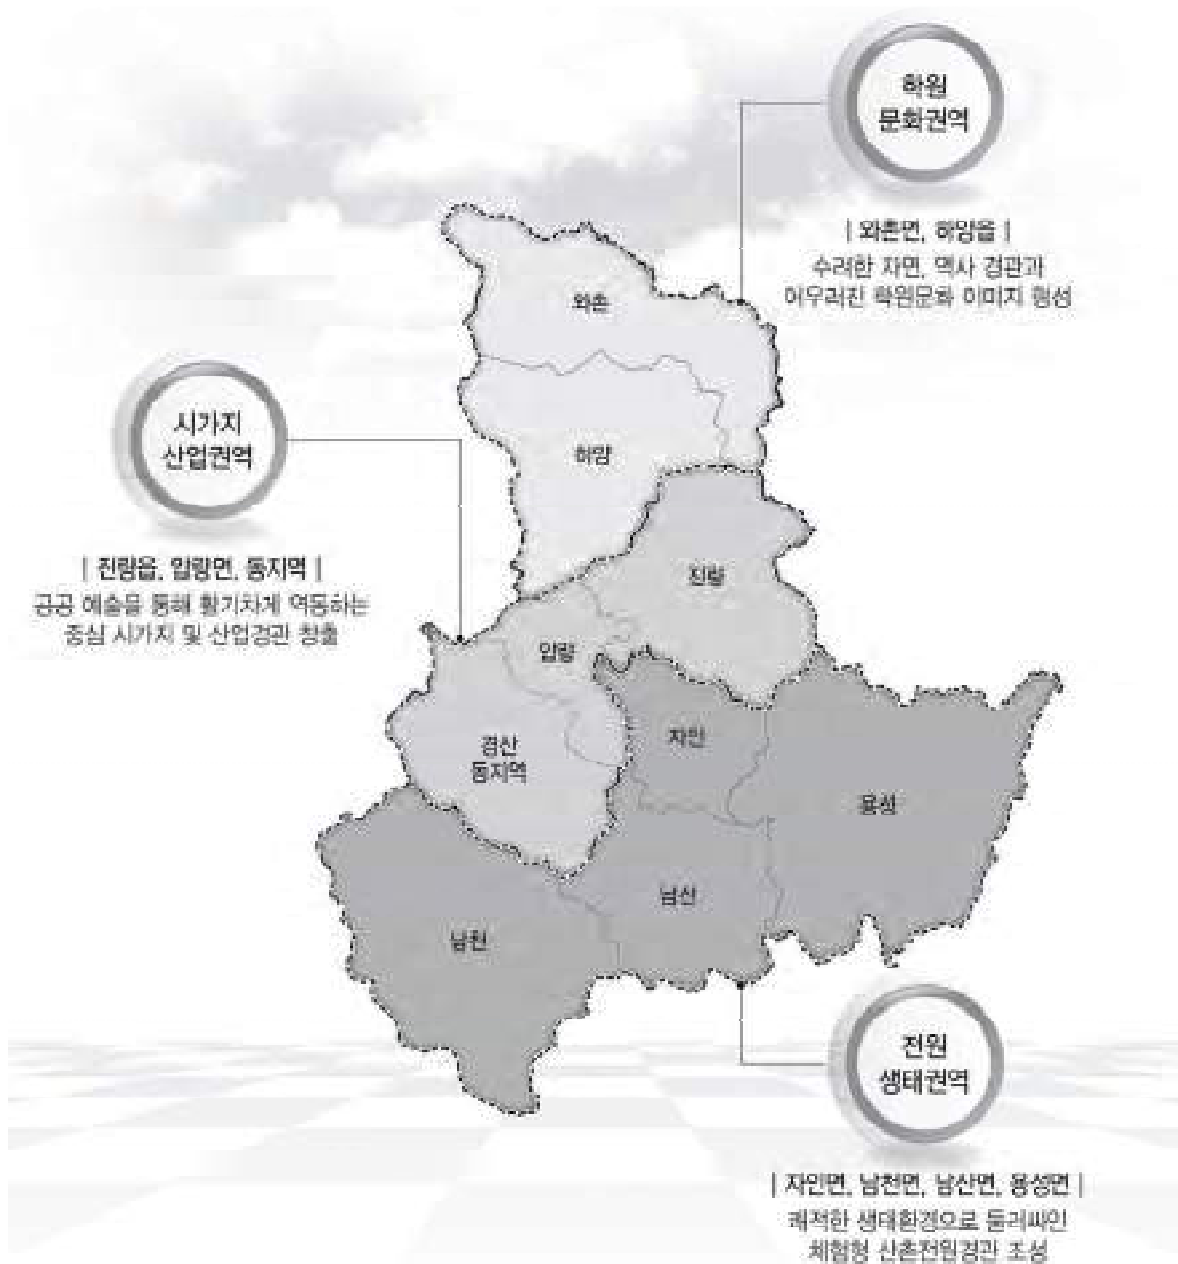 학원
문화권역
| 와촌면, 하양읍 |
수려한 자연, 역사 경관과
어우러진 학원문화 이미지 형성
와촌
시가지
산업권역
하양
| 진량읍, 압량면, 동지역 |
공공 예술을 통해 활기차게 역동하는
중심 시가지 및 산업경관 창출
진량
압량
자인
경산
동지역
용성
남산
남천
전원
생태권역
| 자인면, 남천면, 남산면, 용성면 |
쾌적한 생태환경으로 둘러싸인
체험형 산촌전원경관 조성